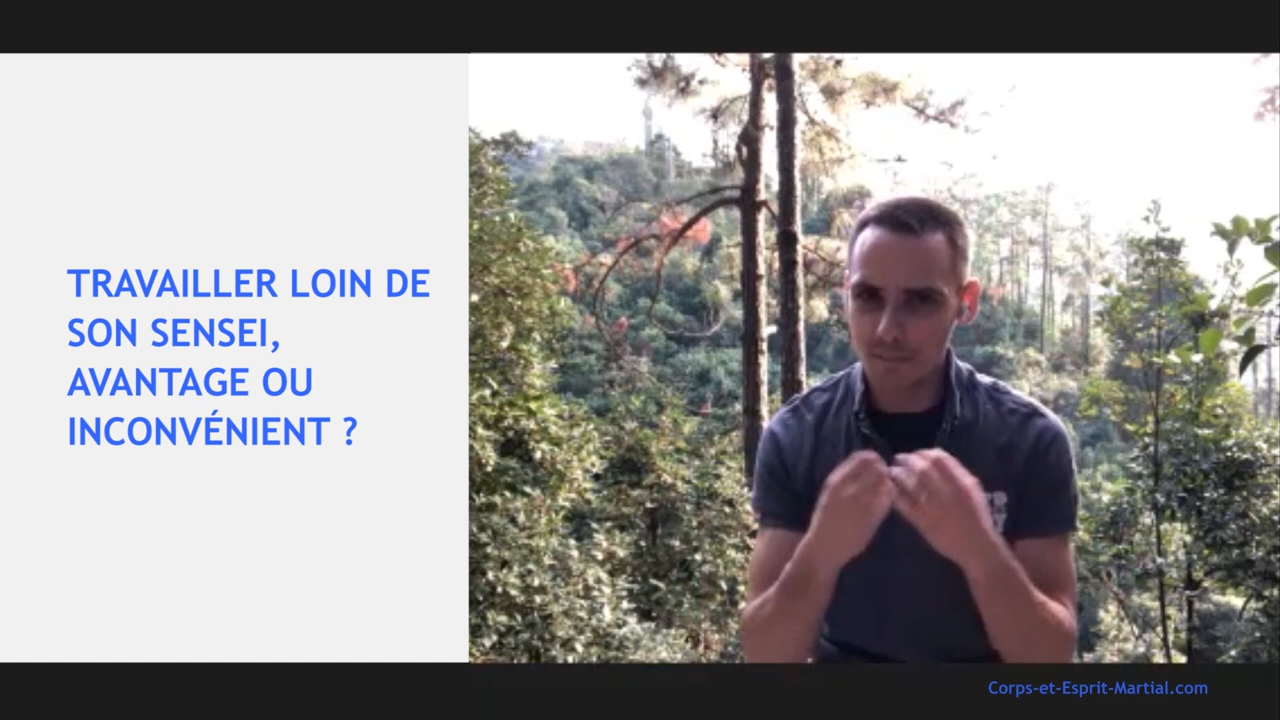 TRAVAILLER LOIN DE
SON SENSEI,
AVANTAGE OU
INCONVÉNIENT ?
Corps-et-Esprit-Martial.com